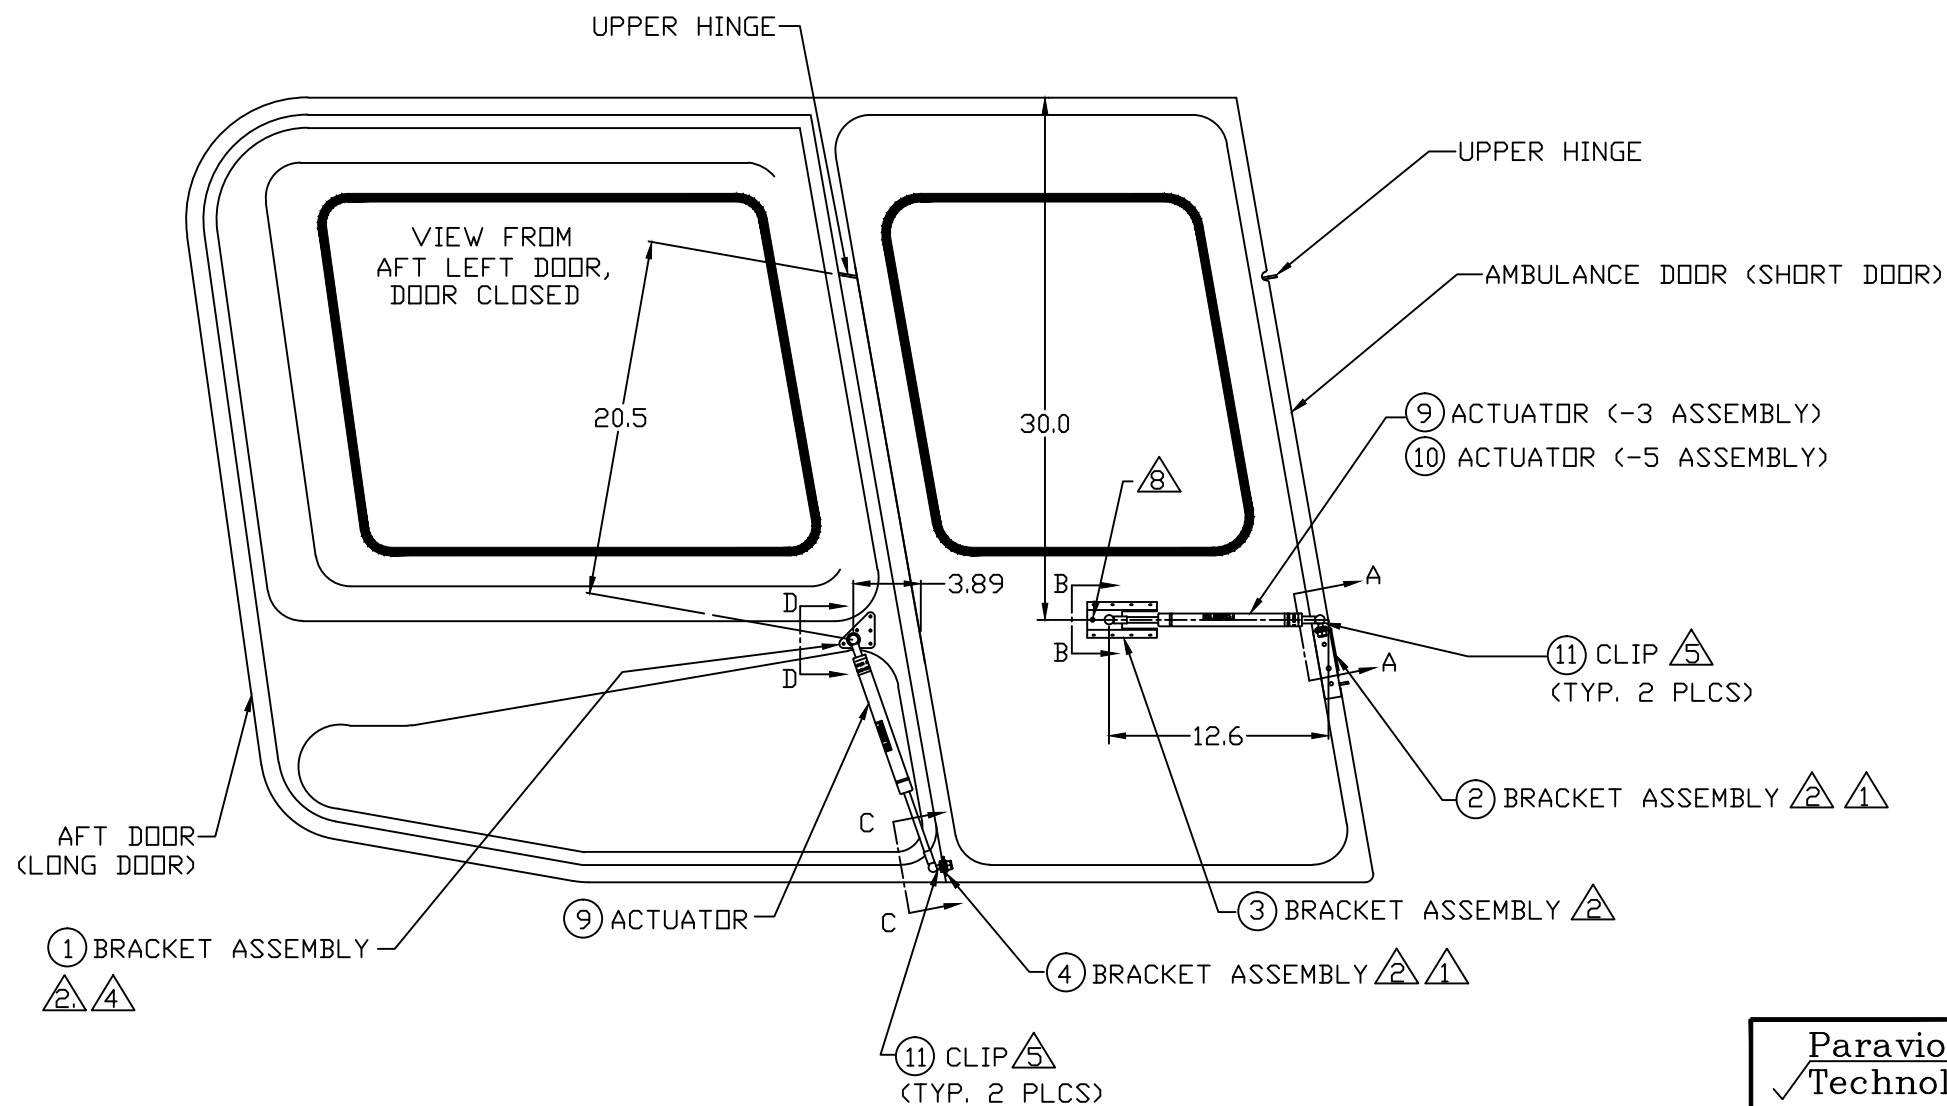 UPPER HINGE
UPPER HINGE
VIEW FROM
AFT LEFT DOOR,
DOOR CLOSED
AMBULANCE DOOR (SHORT DOOR)
20.5
30.0
9 ACTUATOR (-3 ASSEMBLY)
10 ACTUATOR (-5 ASSEMBLY)
8
3.89
B
A
D
B
A
D
11 CLIP 5
(TYP. 2 PLCS)
12.6
2 BRACKET ASSEMBLY 2 1
C
AFT DOOR
(LONG DOOR)
9 ACTUATOR
C
3 BRACKET ASSEMBLY 2
1 BRACKET ASSEMBLY
2. 4
4 BRACKET ASSEMBLY 2 1
11 CLIP 5
(TYP. 2 PLCS)
Paravio
Technol